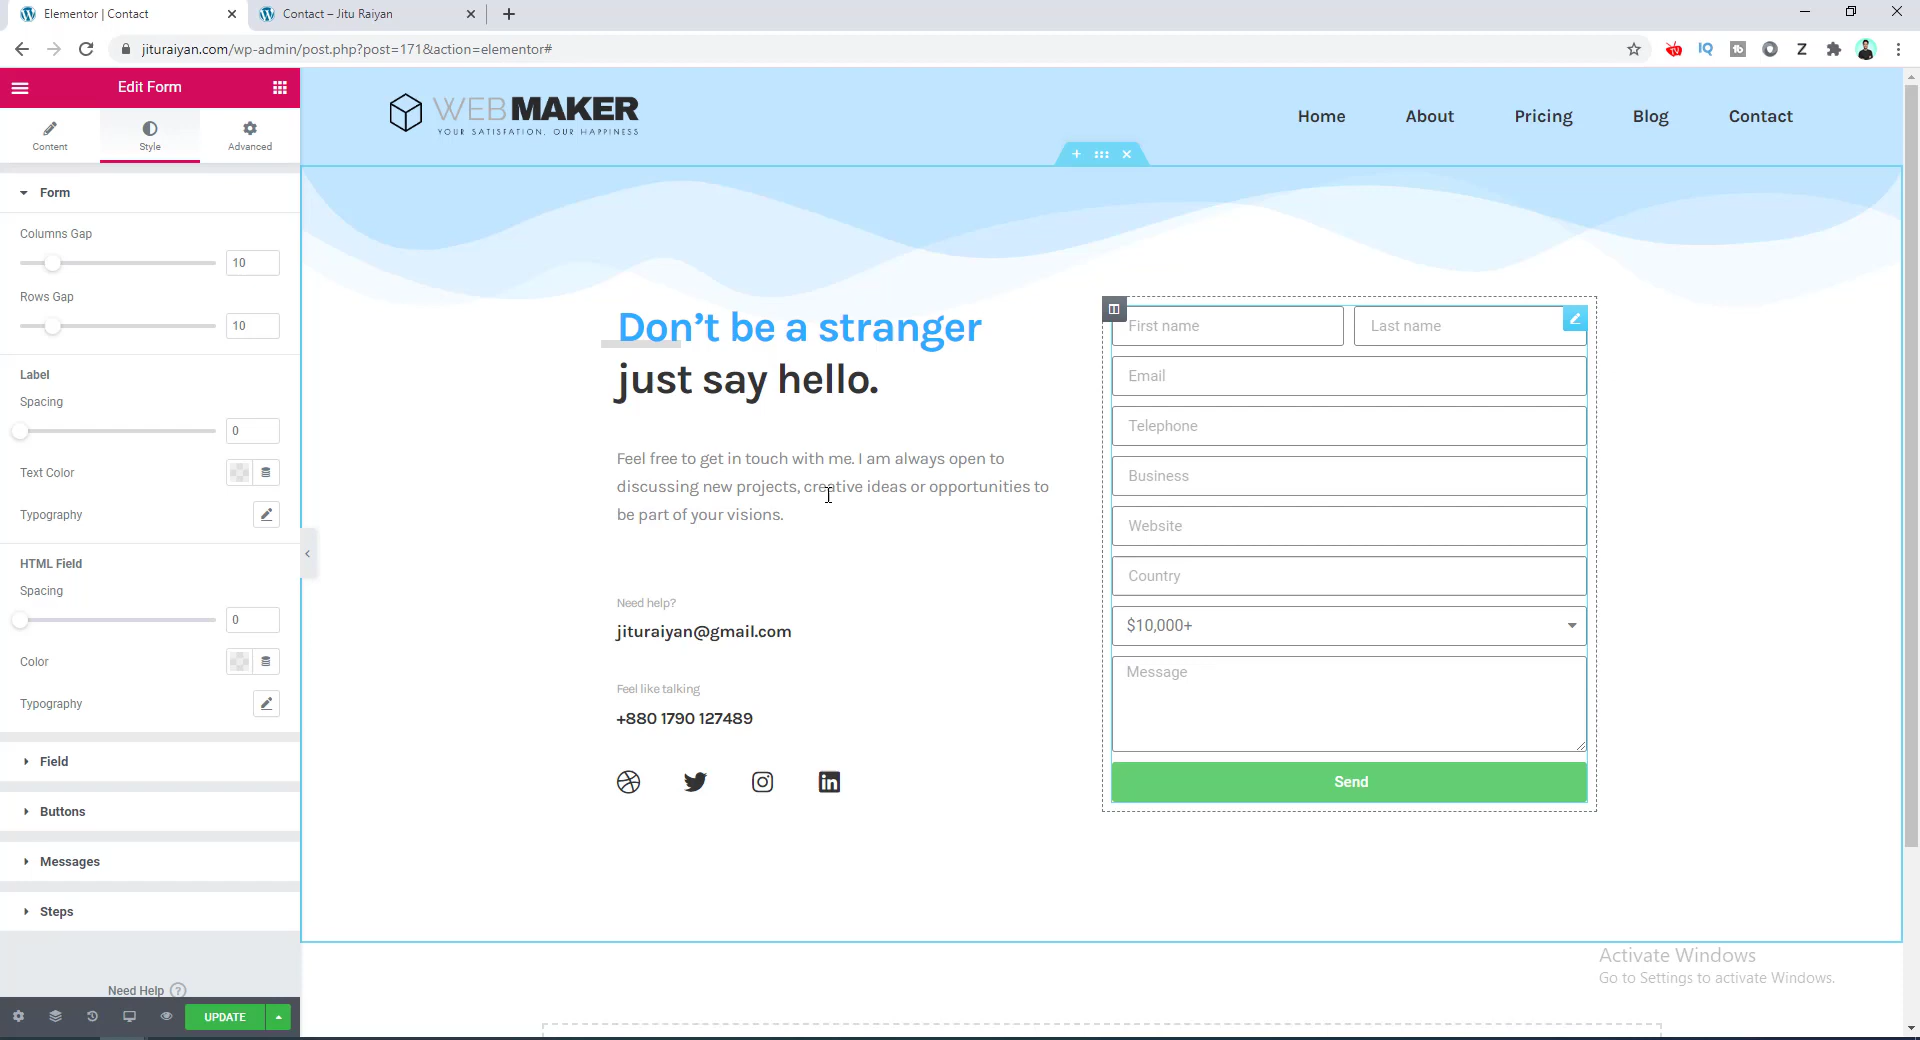 Elementor | Contact
Contact – Jitu Raiyan
jituraiyan.com/wp-admin/post.php?post=171&action=elementor#
TV
IQ
tb
Z
Edit Form
Content
Style
Advanced
Form
Columns Gap
10
Rows Gap
10
Label
Spacing
0
Text Color
Typography
HTML Field
Spacing
0
Color
Typography
Field
Buttons
Messages
Steps
Need Help ?
UPDATE
WEBMAKER
YOUR SATISFATION, OUR HAPPINESS
Home
About
Pricing
Blog
Contact
Don’t be a stranger
just say hello.
Feel free to get in touch with me. I am always open to
discussing new projects, creative ideas or opportunities to
be part of your visions.
Need help?
jituraiyan@gmail.com
Feel like talking
+880 1790 127489
in
First name
Last name
Email
Telephone
Business
Website
Country
$10,000+
Message
Send
Activate Windows
Go to Settings to activate Windows.